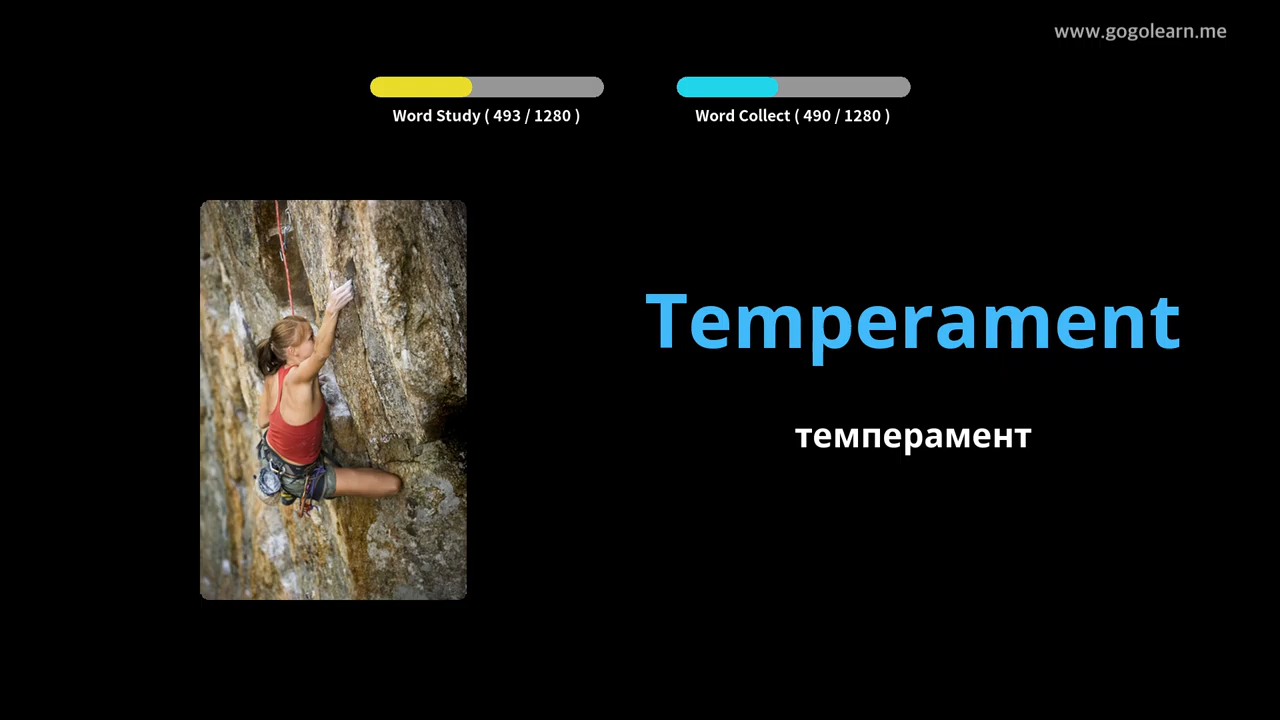 www.gogolearn.me
Word Study ( 493 / 1280 )
Word Collect ( 490 / 1280 )
Temperament
темперамент